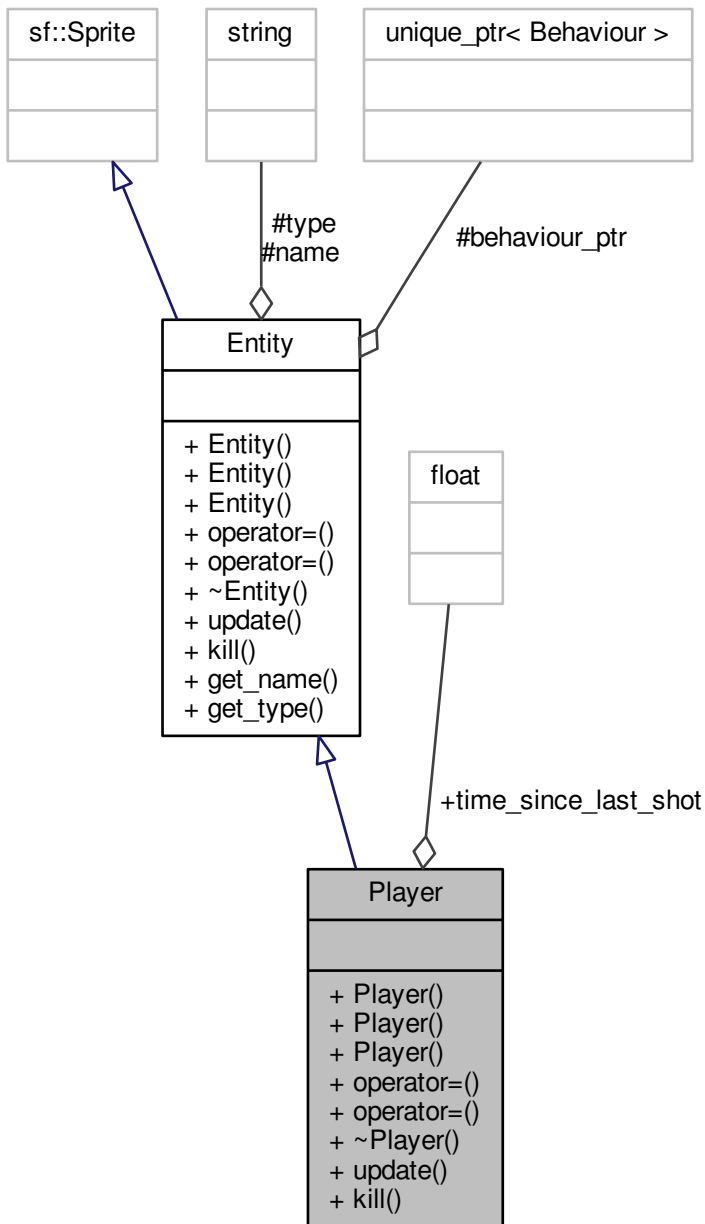 sf::Sprite
string
unique_ptr< Behaviour >
#type
#name
#behaviour_ptr
Entity
+ Entity()
+ Entity()
+ Entity()
+ operator=()
+ operator=()
+ ~Entity()
+ update()
+ kill()
+ get_name()
+ get_type()
float
+time_since_last_shot
Player
+ Player()
+ Player()
+ Player()
+ operator=()
+ operator=()
+ ~Player()
+ update()
+ kill()